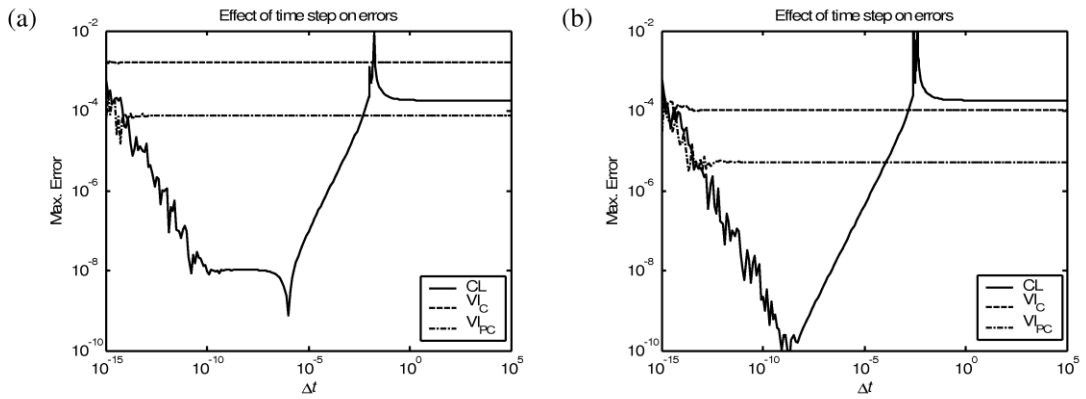 (a)
Effect of time step on errors
10^-2
10^-4
10^-6
10^-8
10^-10
Max. Error
10^-15
10^-10
10^-5
10^0
10^5
Δt
CL
VI_C
VI_PC
(b)
Effect of time step on errors
10^-2
10^-4
10^-6
10^-8
10^-10
Max. Error
10^-15
10^-10
10^-5
10^0
10^5
Δt
CL
VI_C
VI_PC